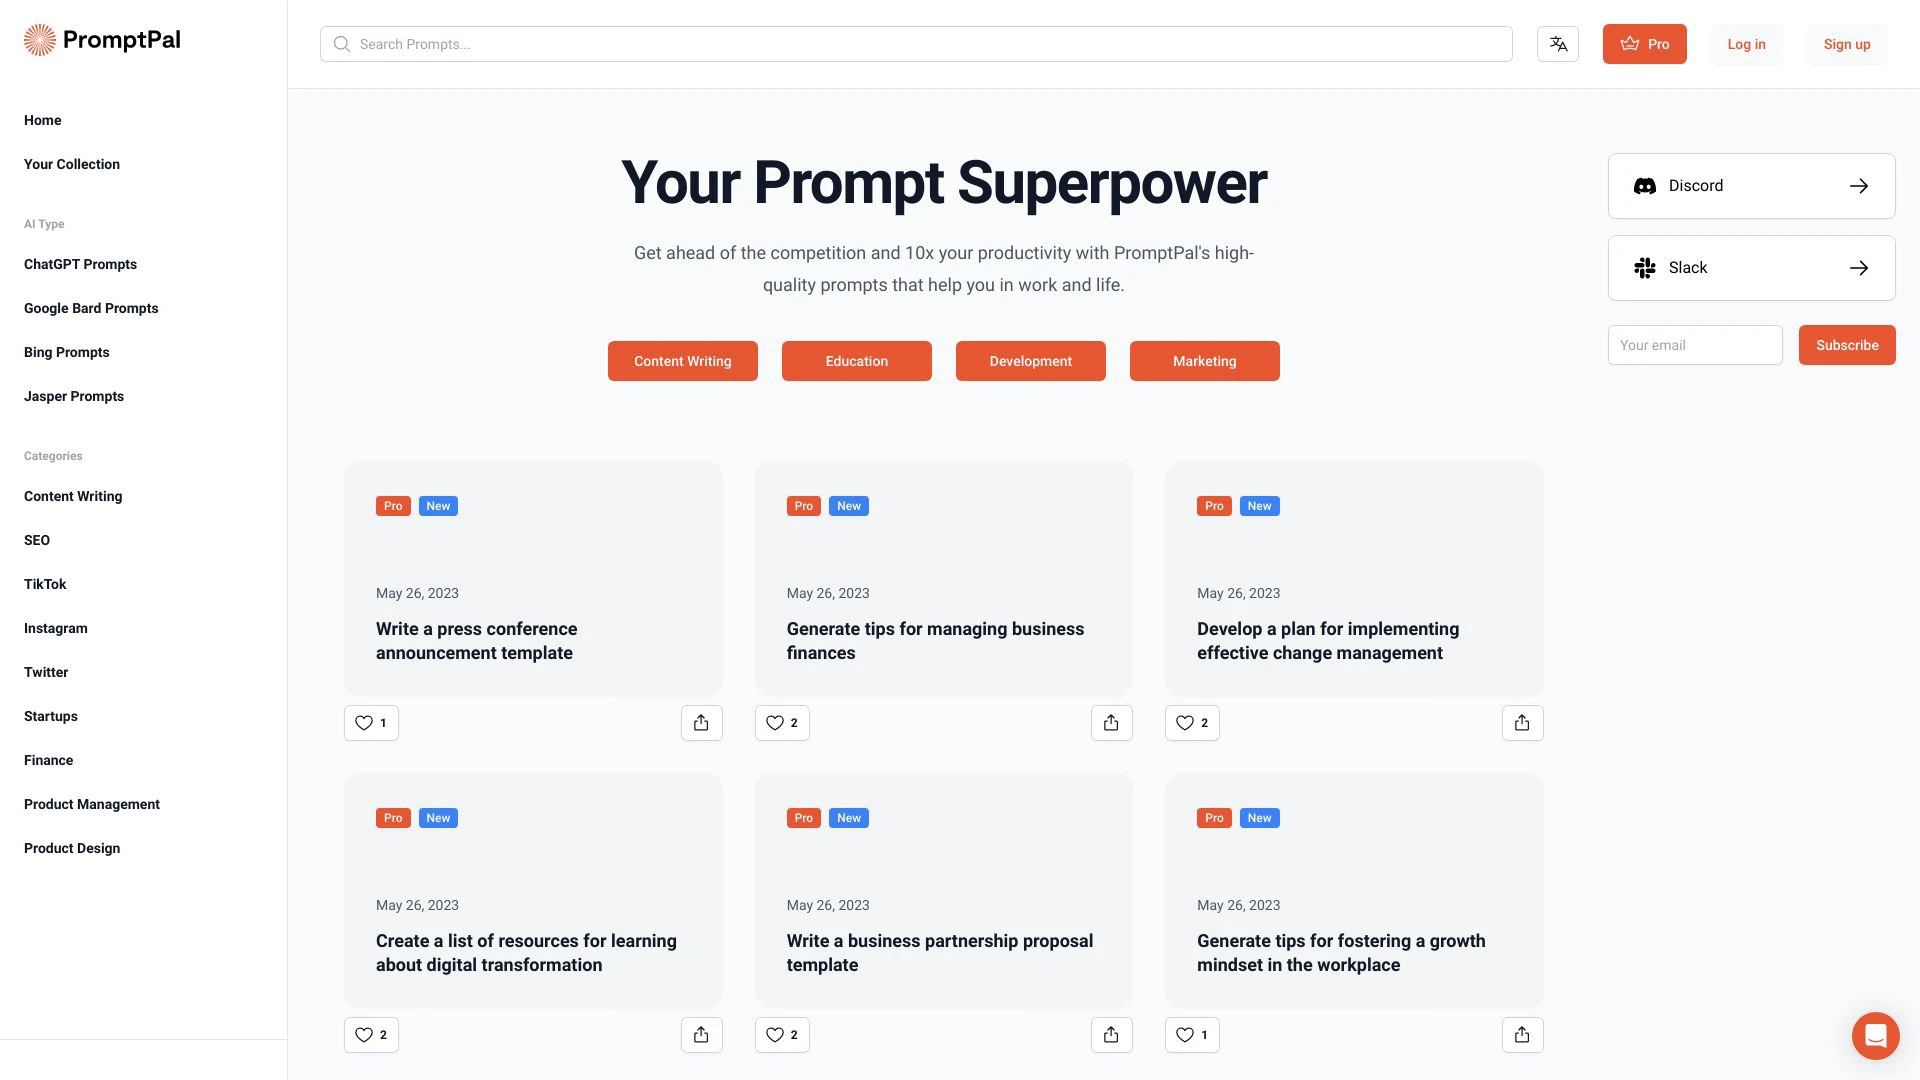 PromptPal
Home
Your Collection
AI Type
ChatGPT Prompts
Google Bard Prompts
Bing Prompts
Jasper Prompts
Categories
Content Writing
SEO
TikTok
Instagram
Twitter
Startups
Finance
Product Management
Product Design
Search Prompts...
Pro
Log in
Sign up
Your Prompt Superpower
Get ahead of the competition and 10x your productivity with PromptPal's high-
quality prompts that help you in work and life.
Content Writing
Education
Development
Marketing
Discord
Slack
Your email
Subscribe
Pro New
May 26, 2023
Write a press conference
announcement template
1
Pro New
May 26, 2023
Generate tips for managing business
finances
2
Pro New
May 26, 2023
Develop a plan for implementing
effective change management
2
Pro New
May 26, 2023
Create a list of resources for learning
about digital transformation
2
Pro New
May 26, 2023
Write a business partnership proposal
template
2
Pro New
May 26, 2023
Generate tips for fostering a growth
mindset in the workplace
1